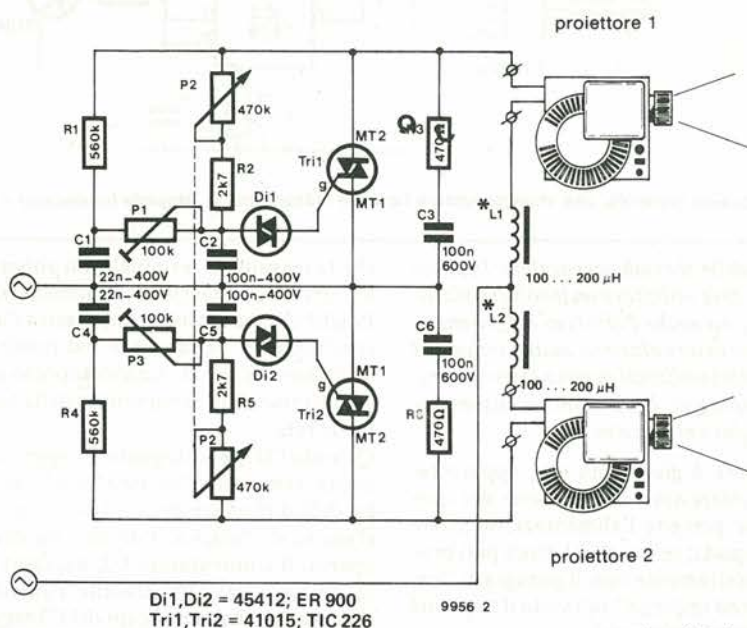 proiettore 1
P2
470k
R1
560k
MT2
Tri1
470Ω
R2
2k7
Di1
g
MT1
P1
100k
C1
22n–400V
C2
100n–400V
C3
100n
600V
*L1
100 ... 200 µH
22n–400V
100n–400V
C4
C5
*L2
P3
100k
Di2
C6
100n
600V
MT1
g
Tri2
MT2
100 ... 200 µH
R4
560k
2k7
R5
470Ω
P2
470k
proiettore 2
Di1,Di2 = 45412; ER 900
Tri1,Tri2 = 41015; TIC 226
9956 2